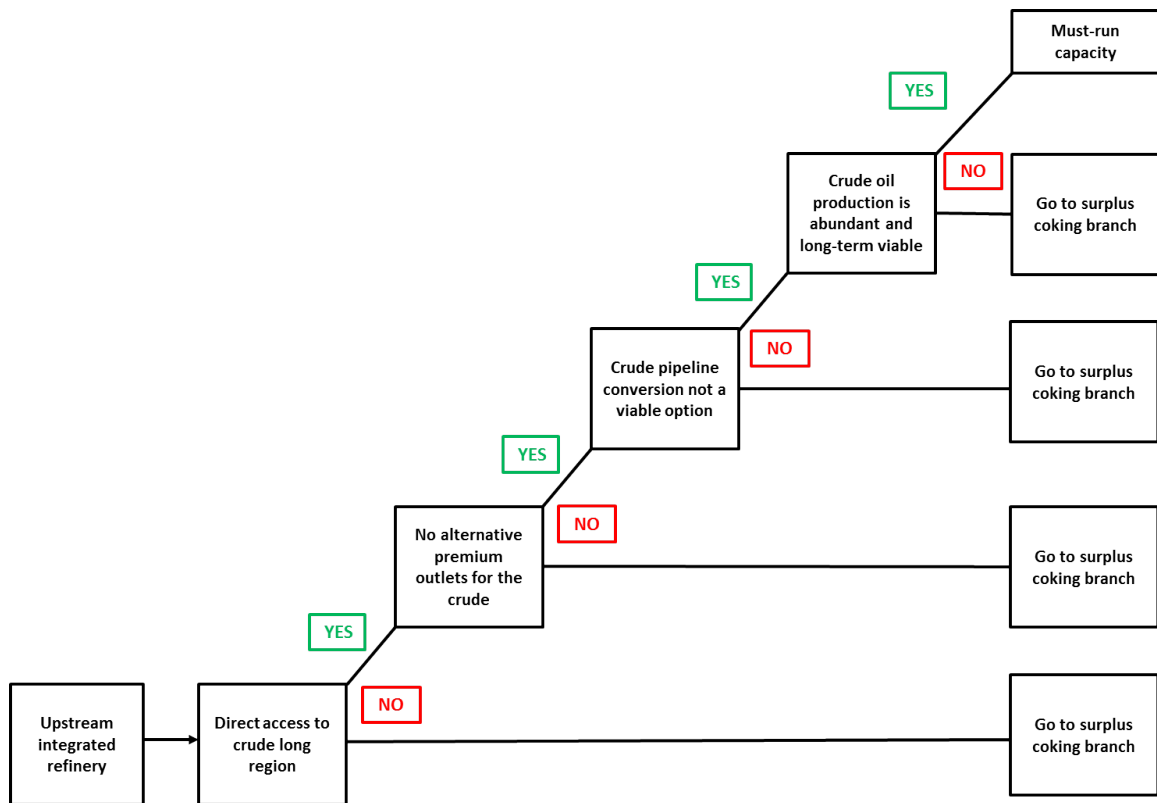 Must-run
capacity
YES
NO
Crude oil
production is
abundant and
long-term viable
Go to surplus
coking branch
YES
NO
Crude pipeline
conversion not a
viable option
Go to surplus
coking branch
YES
NO
No alternative
premium
outlets for the
crude
Go to surplus
coking branch
YES
NO
Upstream
integrated
refinery
Direct access to
crude long
region
Go to surplus
coking branch